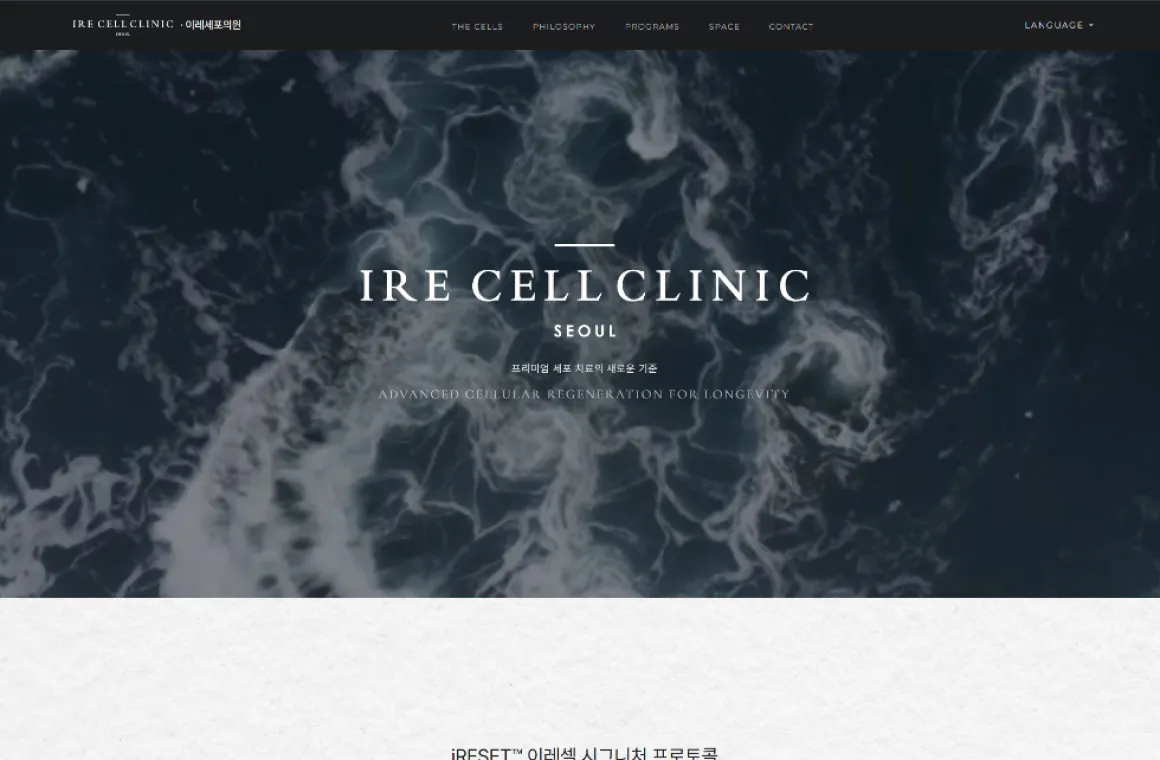 IRE CELL CLINIC · 이레세포의원
SEOUL
THE CELLS PHILOSOPHY PROGRAMS SPACE CONTACT
LANGUAGE
IRE CELL CLINIC
SEOUL
프리미엄 세포 치료의 새로운 기준
ADVANCED CELLULAR REGENERATION FOR LONGEVITY
iRESET™ 이레셀 시그니처 프로토콜